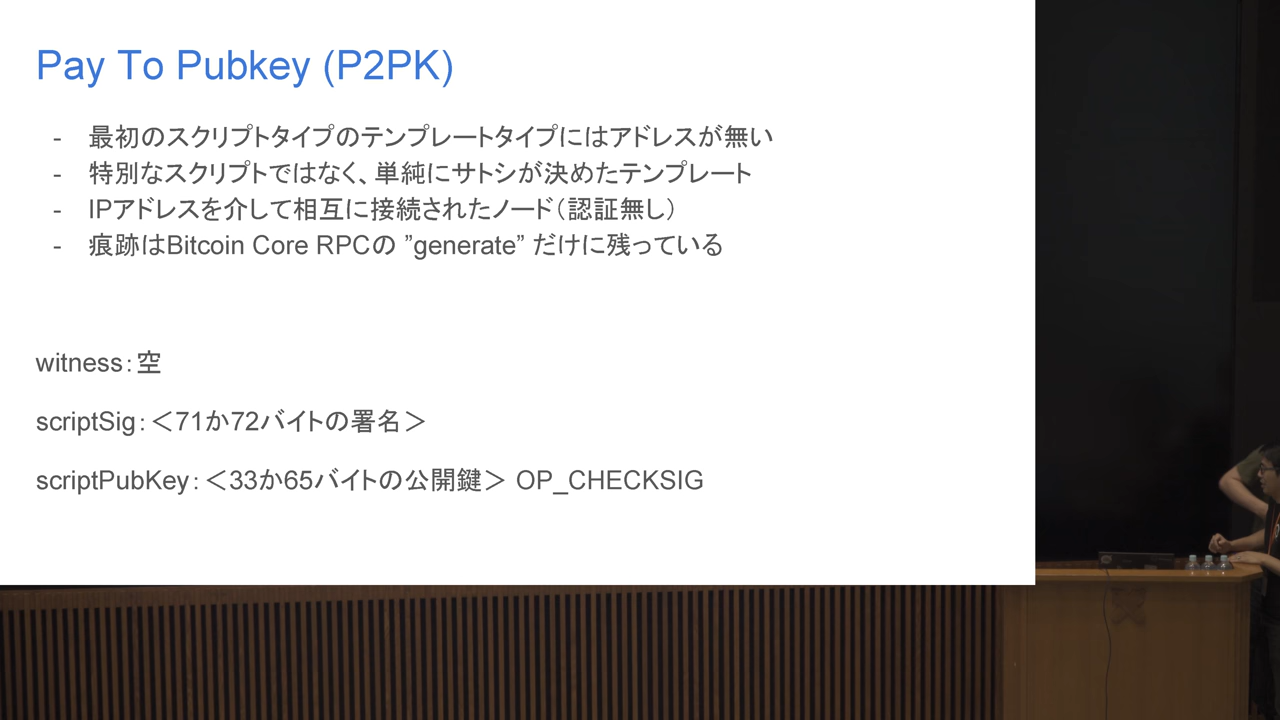 Pay To Pubkey (P2PK)
- 最初のスクリプトタイプのテンプレートタイプにはアドレスが無い
- 特別なスクリプトではなく、単純にサトシが決めたテンプレート
- IPアドレスを介して相互に接続されたノード（認証無し）
- 痕跡はBitcoin Core RPCの ”generate” だけに残っている
witness：空
scriptSig：＜71か72バイトの署名＞
scriptPubKey：＜33か65バイトの公開鍵＞ OP_CHECKSIG